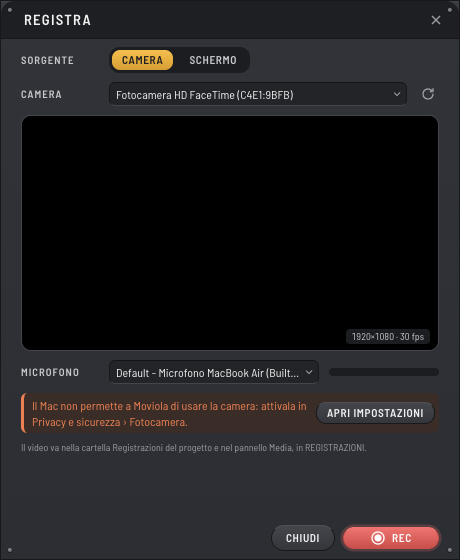 REGISTRA
SORGENTE
CAMERA
SCHERMO
CAMERA
Fotocamera HD FaceTime (C4E1:9BFB)
1920×1080 · 30 fps
MICROFONO
Default - Microfono MacBook Air (Built...
Il Mac non permette a Moviola di usare la camera: attivala in
Privacy e sicurezza › Fotocamera.
APRI IMPOSTAZIONI
Il video va nella cartella Registrazioni del progetto e nel pannello Media, in REGISTRAZIONI.
CHIUDI
REC